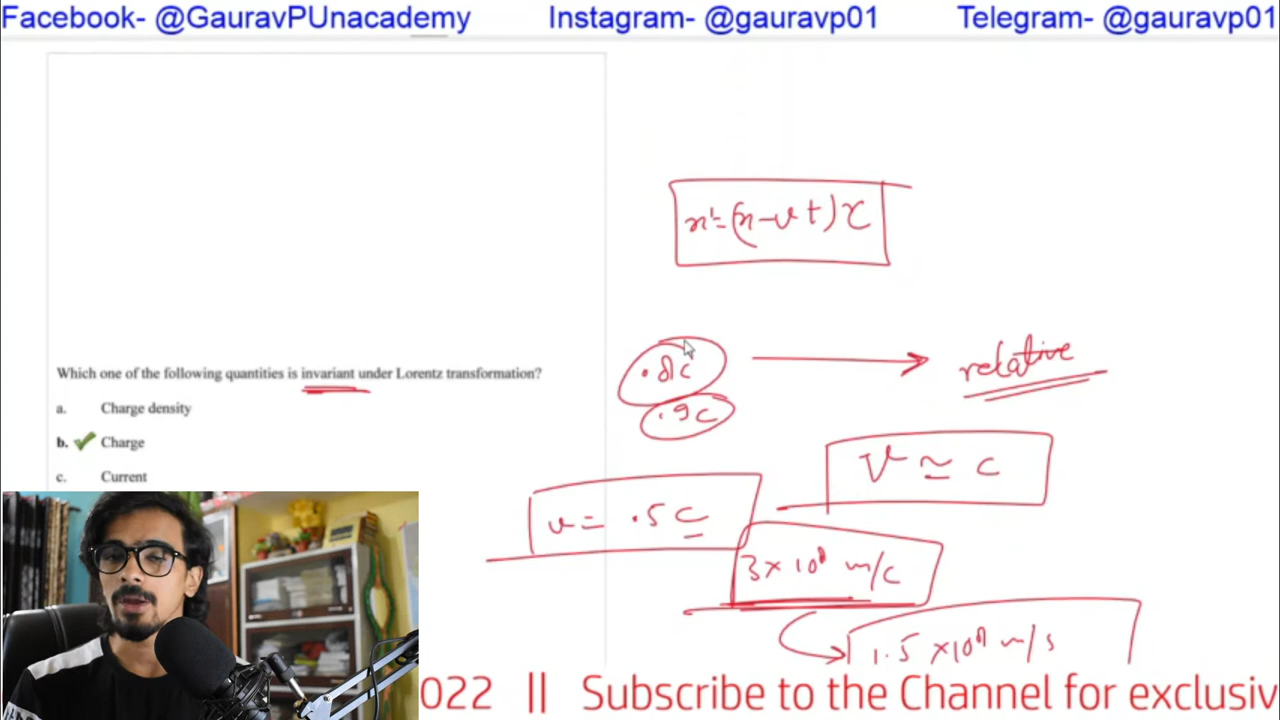 Facebook- @GauravPUnacademy Instagram- @gauravp01 Telegram- @gauravp01
x'=(x-vt)γ
Which one of the following quantities is invariant under Lorentz transformation?
a. Charge density
b. Charge
c. Current
.8c
.9c
relative
v ≃ c
v = .5c
3×10⁸ m/c
1.5×10⁸ m/s
022 || Subscribe to the Channel for exclusiv